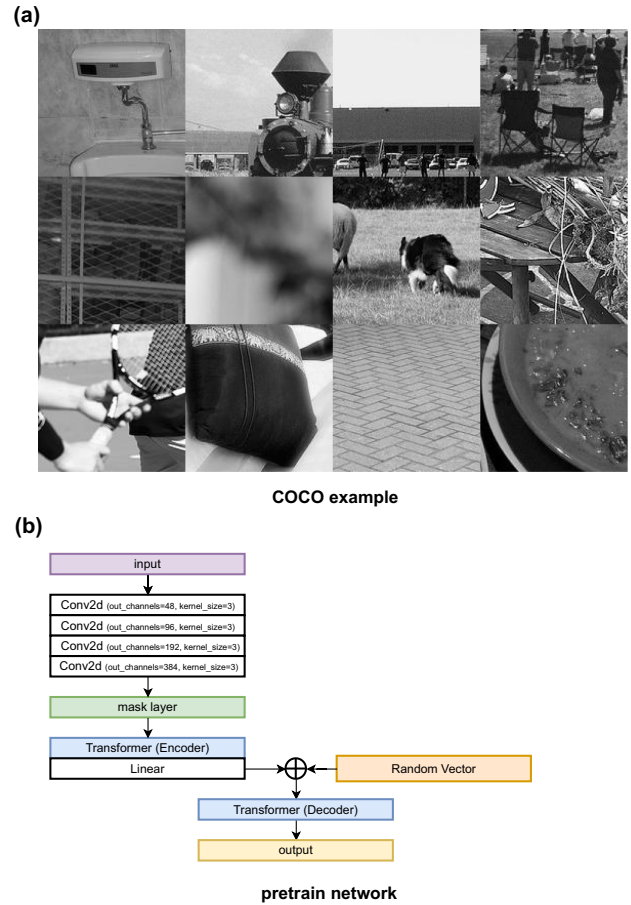 (a)
COCO example
(b)
input
Conv2d (out_channels=48, kernel_size=3)
Conv2d (out_channels=96, kernel_size=3)
Conv2d (out_channels=192, kernel_size=3)
Conv2d (out_channels=384, kernel_size=3)
mask layer
Transformer (Encoder)
Linear
Random Vector
Transformer (Decoder)
output
pretrain network